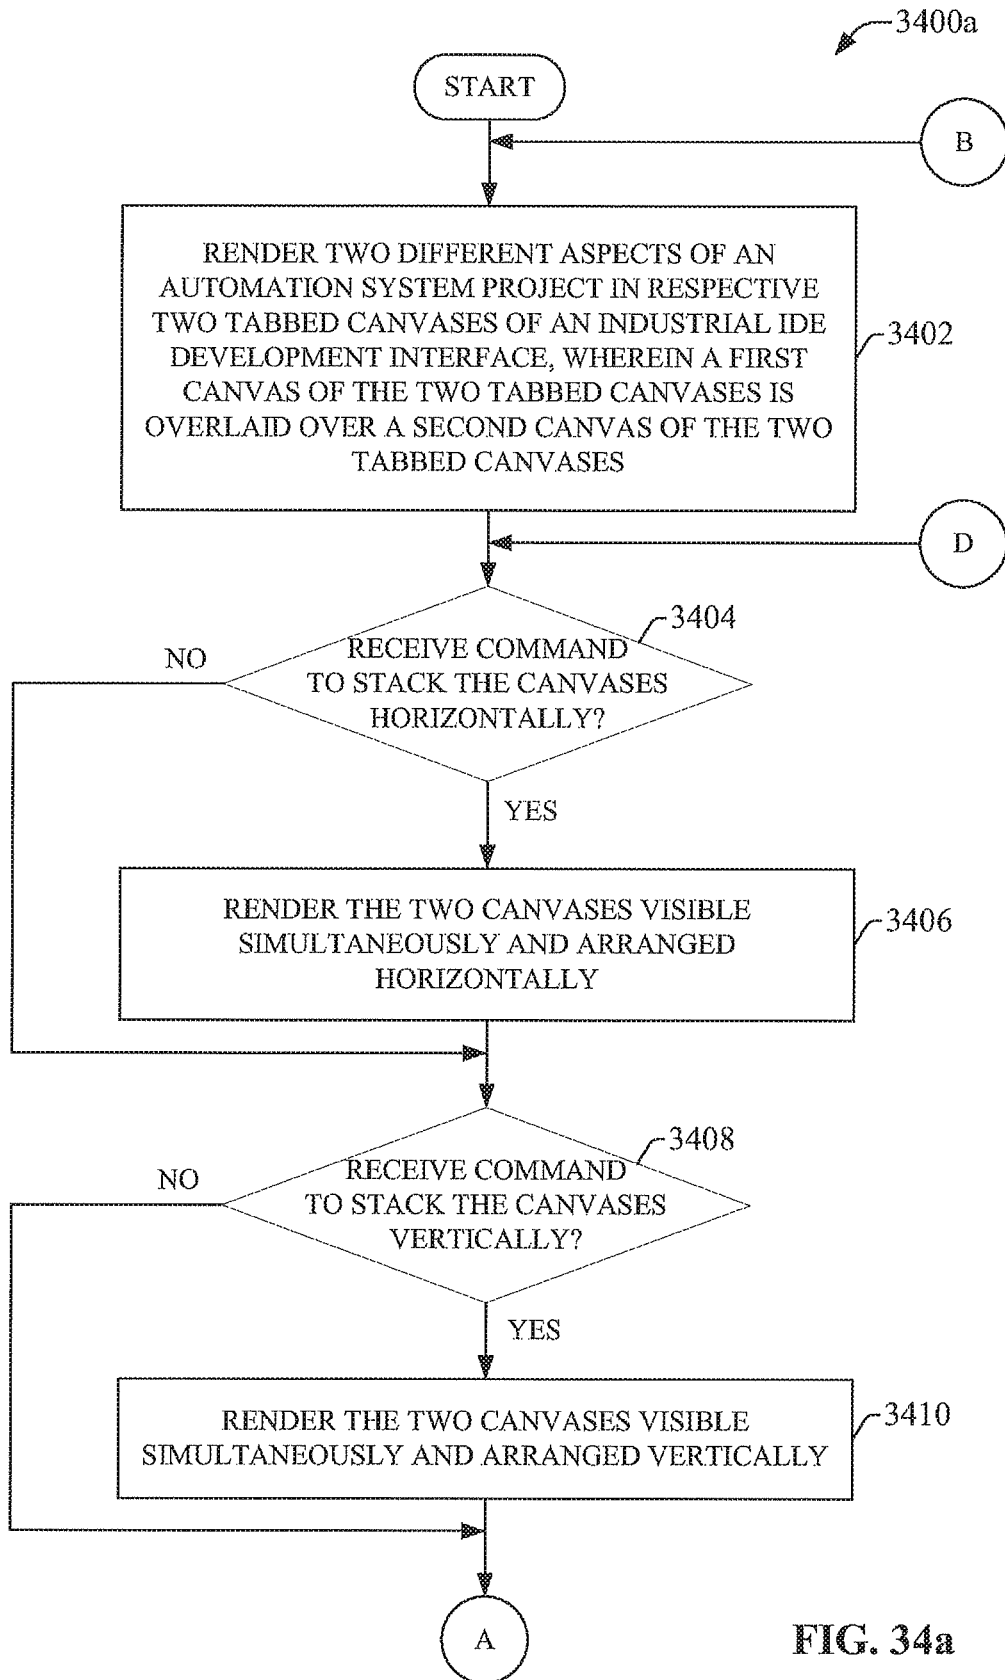 3400a
START
B
RENDER TWO DIFFERENT ASPECTS OF AN
AUTOMATION SYSTEM PROJECT IN RESPECTIVE
TWO TABBED CANVASES OF AN INDUSTRIAL IDE
DEVELOPMENT INTERFACE, WHEREIN A FIRST
CANVAS OF THE TWO TABBED CANVASES IS
OVERLAID OVER A SECOND CANVAS OF THE TWO
TABBED CANVASES
3402
D
3404
NO
RECEIVE COMMAND
TO STACK THE CANVASES
HORIZONTALLY?
YES
RENDER THE TWO CANVASES VISIBLE
SIMULTANEOUSLY AND ARRANGED
HORIZONTALLY
3406
3408
NO
RECEIVE COMMAND
TO STACK THE CANVASES
VERTICALLY?
YES
RENDER THE TWO CANVASES VISIBLE
SIMULTANEOUSLY AND ARRANGED VERTICALLY
3410
A
FIG. 34a